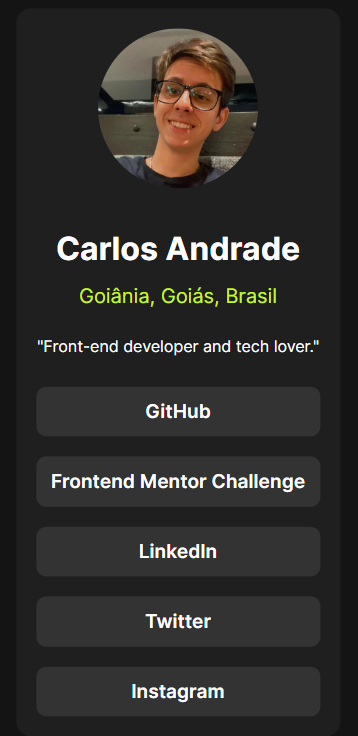 Carlos Andrade
Goiânia, Goiás, Brasil
"Front-end developer and tech lover."
GitHub
Frontend Mentor Challenge
LinkedIn
Twitter
Instagram